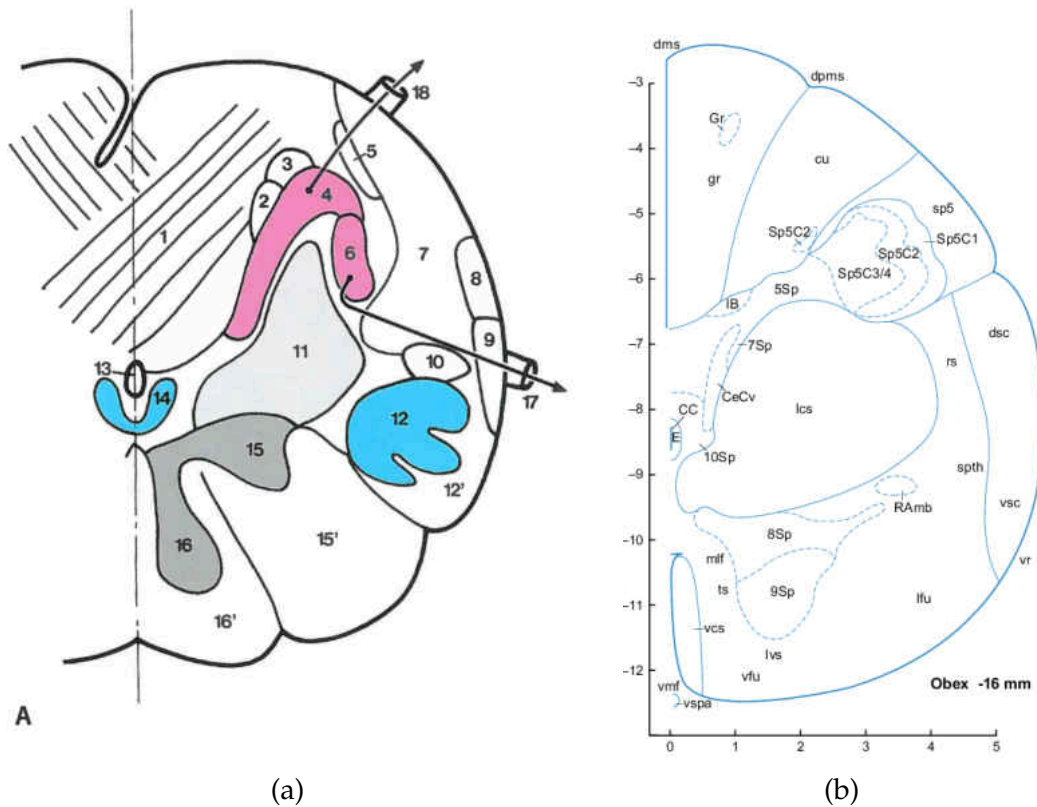 18
5
3
4
2
1
6
7
8
9
10
11
13
14
12
17
15
12'
16
15'
16'
A
(a)
dms
dpms
−3
−4
−5
−6
−7
−8
−9
−10
−11
−12
Gr
gr
cu
sp5
Sp5C2
Sp5C2
Sp5C1
Sp5C3/4
5Sp
IB
7Sp
rs
dsc
CC
CeCv
Ics
E
10Sp
spth
RAmb
vsc
8Sp
mlf
vr
ts
9Sp
lfu
vcs
lvs
vfu
vmf
vspa
Obex -16 mm
0 1 2 3 4 5
(b)